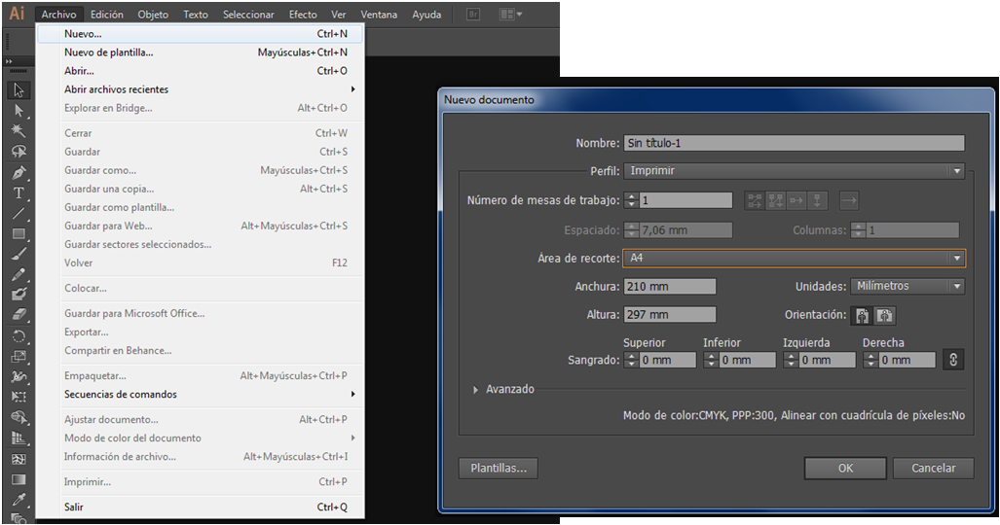 Ai Archivo Edición Objeto Texto Seleccionar Efecto Ver Ventana Ayuda Br
Nuevo... Ctrl+N
Nuevo de plantilla... Mayúsculas+Ctrl+N
Abrir... Ctrl+O
Abrir archivos recientes
Explorar en Bridge... Alt+Ctrl+O
Cerrar Ctrl+W
Guardar Ctrl+S
Guardar como... Mayúsculas+Ctrl+S
Guardar una copia... Alt+Ctrl+S
Guardar como plantilla...
Guardar para Web... Alt+Mayúsculas+Ctrl+S
Guardar sectores seleccionados...
Volver F12
Colocar...
Guardar para Microsoft Office...
Exportar...
Compartir en Behance...
Empaquetar... Alt+Mayúsculas+Ctrl+P
Secuencias de comandos
Ajustar documento... Alt+Ctrl+P
Modo de color del documento
Información de archivo... Alt+Mayúsculas+Ctrl+I
Imprimir... Ctrl+P
Salir Ctrl+Q
Nuevo documento
Nombre: Sin título-1
Perfil: Imprimir
Número de mesas de trabajo: 1
Espaciado: 7,06 mm Columnas: 1
Área de recorte: A4
Anchura: 210 mm Unidades: Milímetros
Altura: 297 mm Orientación:
Superior Inferior Izquierda Derecha
Sangrado: 0 mm 0 mm 0 mm 0 mm
Avanzado
Modo de color:CMYK, PPP:300, Alinear con cuadrícula de píxeles:No
Plantillas... OK Cancelar